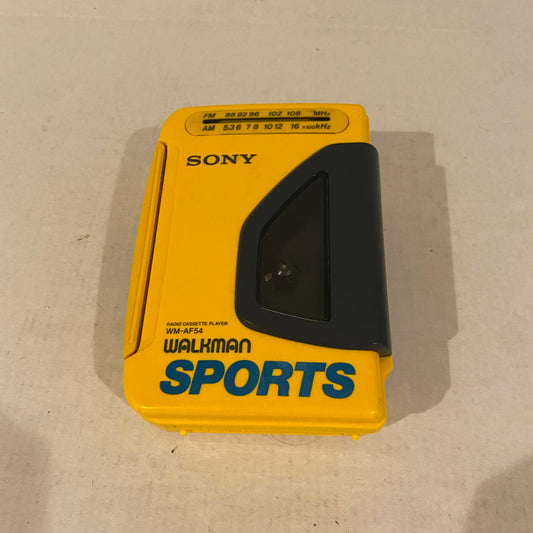 FM 88 92 96 102 108 MHz
AM 5.3 6 7 8 10 12 16 ×100kHz
SONY
RADIO CASSETTE PLAYER
WM-AF54
WALKMAN
SPORTS